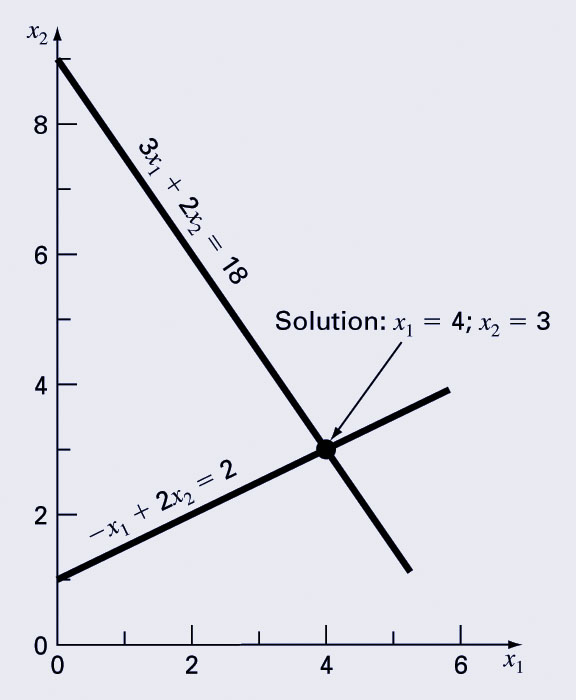 x₂
8
6
4
2
0
3x₁ + 2x₂ = 18
Solution: x₁ = 4; x₂ = 3
−x₁ + 2x₂ = 2
0
2
4
6
x₁